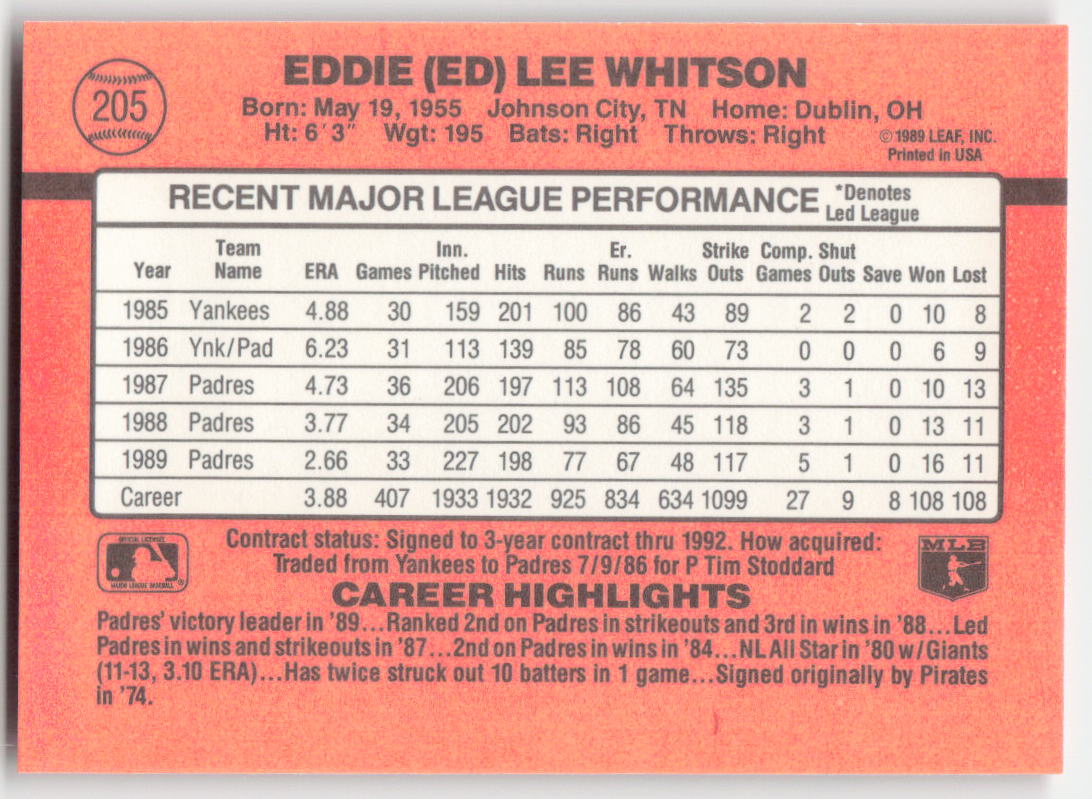 205
EDDIE (ED) LEE WHITSON
Born: May 19, 1955 Johnson City, TN Home: Dublin, OH
Ht: 6'3" Wgt: 195 Bats: Right Throws: Right
© 1989 LEAF, INC.
Printed in USA
RECENT MAJOR LEAGUE PERFORMANCE *Denotes
Led League
Team Inn. Er. Strike Comp. Shut
Year Name ERA Games Pitched Hits Runs Runs Walks Outs Games Outs Save Won Lost
1985 Yankees 4.88 30 159 201 100 86 43 89 2 2 0 10 8
1986 Ynk/Pad 6.23 31 113 139 85 78 60 73 0 0 0 6 9
1987 Padres 4.73 36 206 197 113 108 64 135 3 1 0 10 13
1988 Padres 3.77 34 205 202 93 86 45 118 3 1 0 13 11
1989 Padres 2.66 33 227 198 77 67 48 117 5 1 0 16 11
Career 3.88 407 1933 1932 925 834 634 1099 27 9 8 108 108
OFFICIAL LICENSEE
MAJOR LEAGUE BASEBALL
®
Contract status: Signed to 3-year contract thru 1992. How acquired:
Traded from Yankees to Padres 7/9/86 for P Tim Stoddard
MLB
CAREER HIGHLIGHTS
Padres' victory leader in '89...Ranked 2nd on Padres in strikeouts and 3rd in wins in '88...Led
Padres in wins and strikeouts in '87...2nd on Padres in wins in '84...NL All Star in '80 w/Giants
(11-13, 3.10 ERA)...Has twice struck out 10 batters in 1 game...Signed originally by Pirates
in '74.